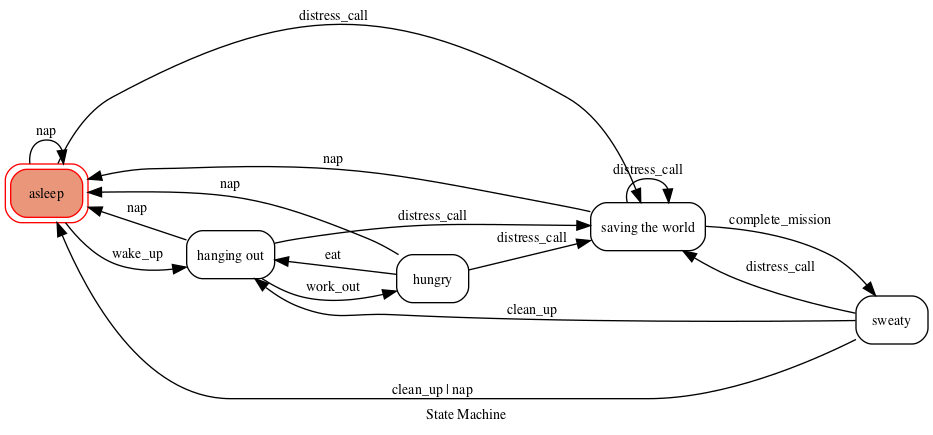 distress_call
nap
asleep
nap
nap
nap
wake_up
hanging out
distress_call
eat
work_out
hungry
distress_call
distress_call
saving the world
complete_mission
distress_call
clean_up
sweaty
clean_up | nap
State Machine